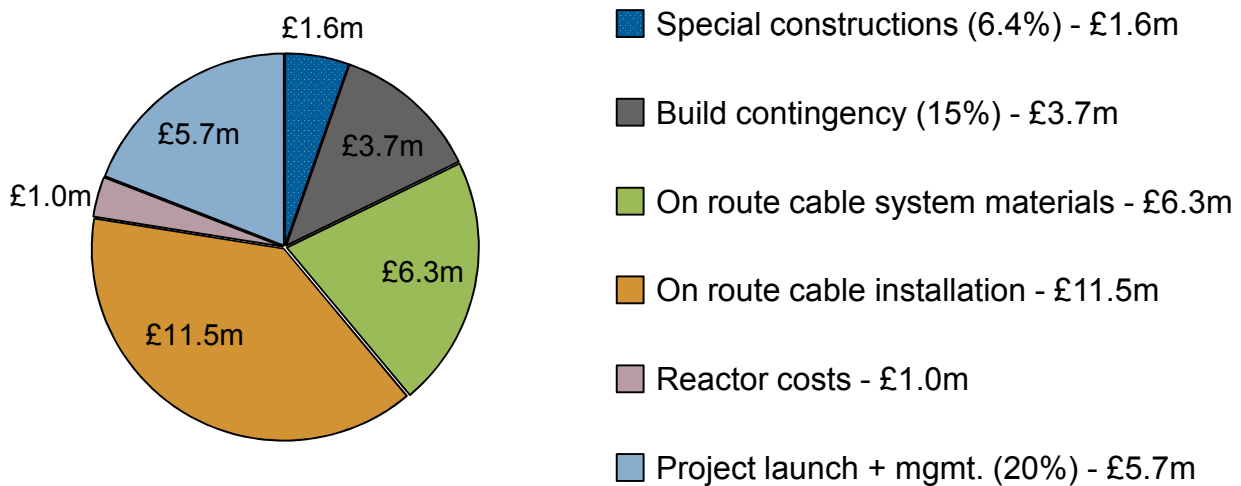 £1.6m
£3.7m
£6.3m
£11.5m
£1.0m
£5.7m
Special constructions (6.4%) - £1.6m
Build contingency (15%) - £3.7m
On route cable system materials - £6.3m
On route cable installation - £11.5m
Reactor costs - £1.0m
Project launch + mgmt. (20%) - £5.7m